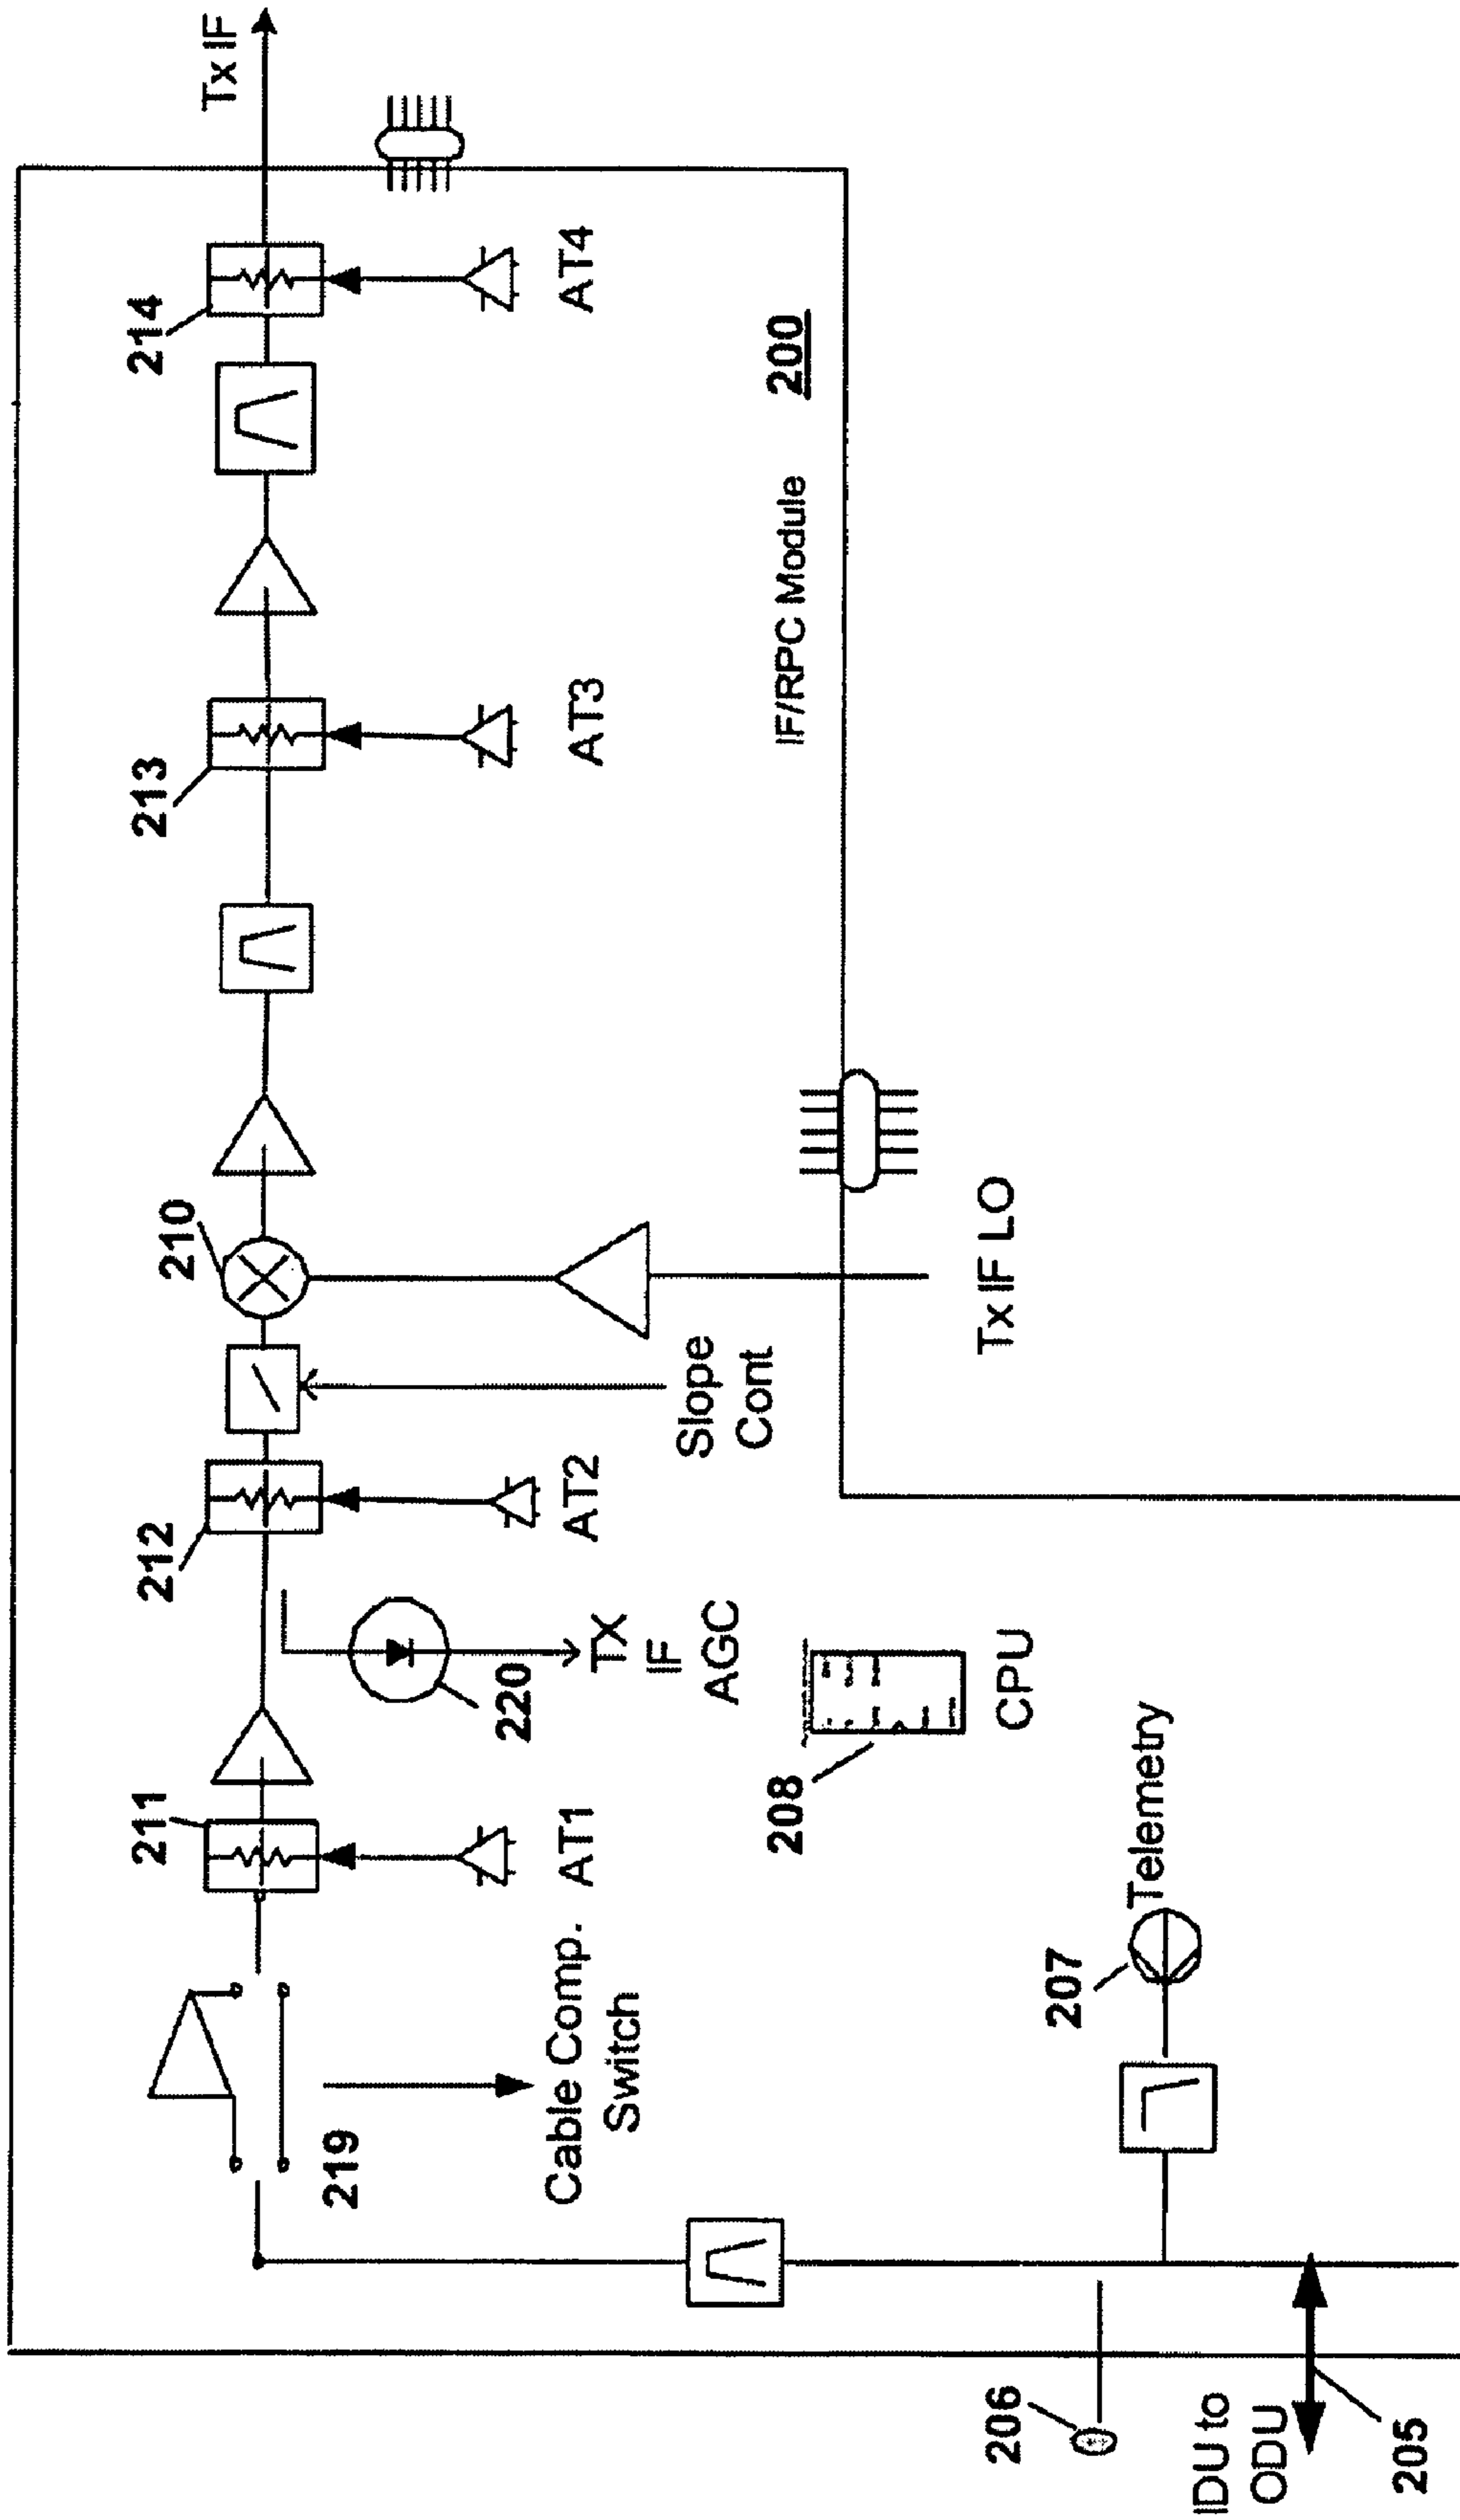 Tx IF
214
AT4
200
IF/RPC Module
213
AT3
210
Tx IF LO
Slope
Cont
212
AT2
220
TX
IF
AGC
208
CPU
211
AT1
219
Cable Comp.
Switch
207
Telemetry
206
IDU to
ODU
205